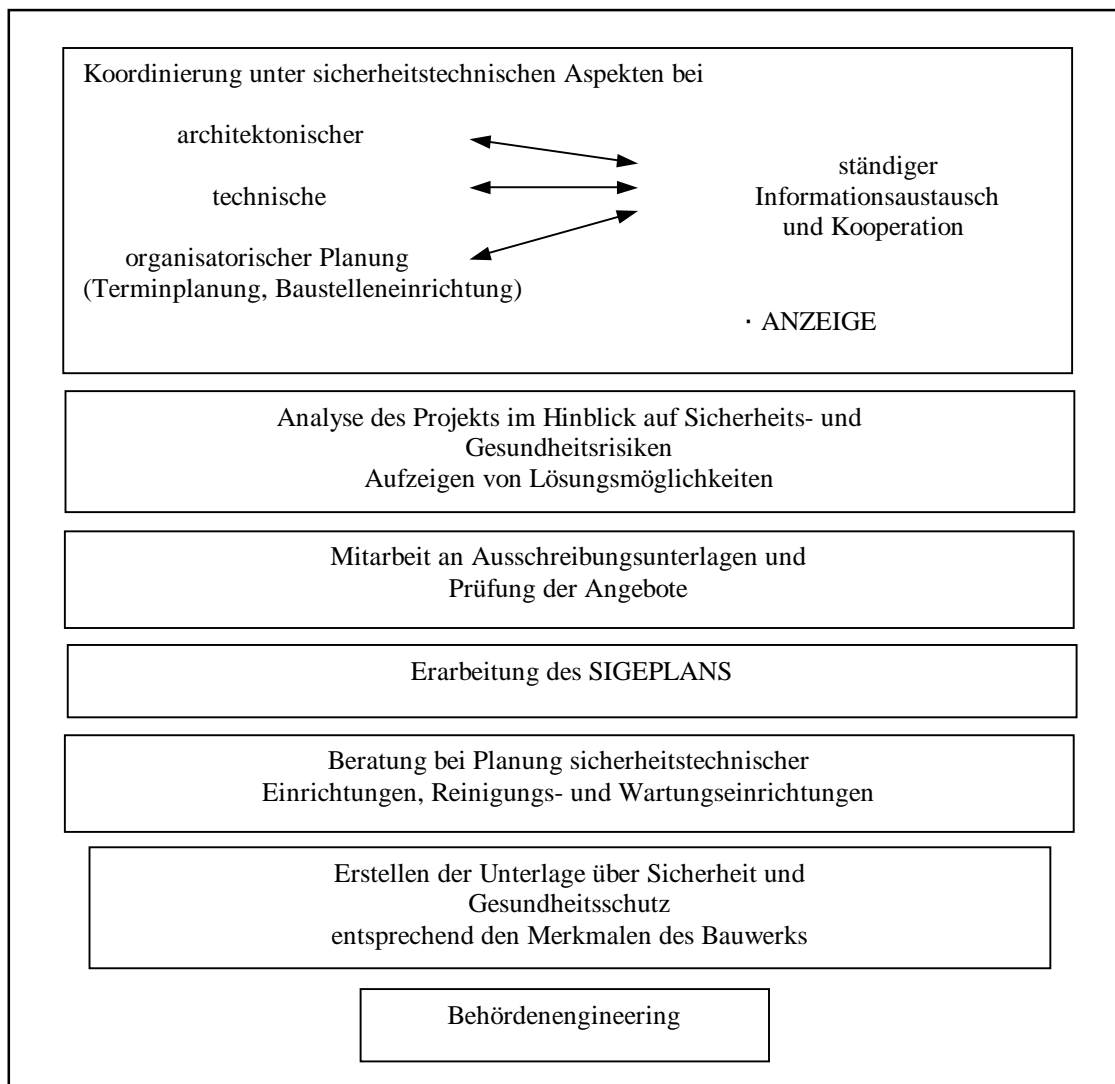 Koordinierung unter sicherheitstechnischen Aspekten bei
architektonischer
technische
organisatorischer Planung
(Terminplanung, Baustelleneinrichtung)
ständiger
Informationsaustausch
und Kooperation
· ANZEIGE
Analyse des Projekts im Hinblick auf Sicherheits- und
Gesundheitsrisiken
Aufzeigen von Lösungsmöglichkeiten
Mitarbeit an Ausschreibungsunterlagen und
Prüfung der Angebote
Erarbeitung des SIGEPLANS
Beratung bei Planung sicherheitstechnischer
Einrichtungen, Reinigungs- und Wartungseinrichtungen
Erstellen der Unterlage über Sicherheit und
Gesundheitsschutz
entsprechend den Merkmalen des Bauwerks
Behördenengineering